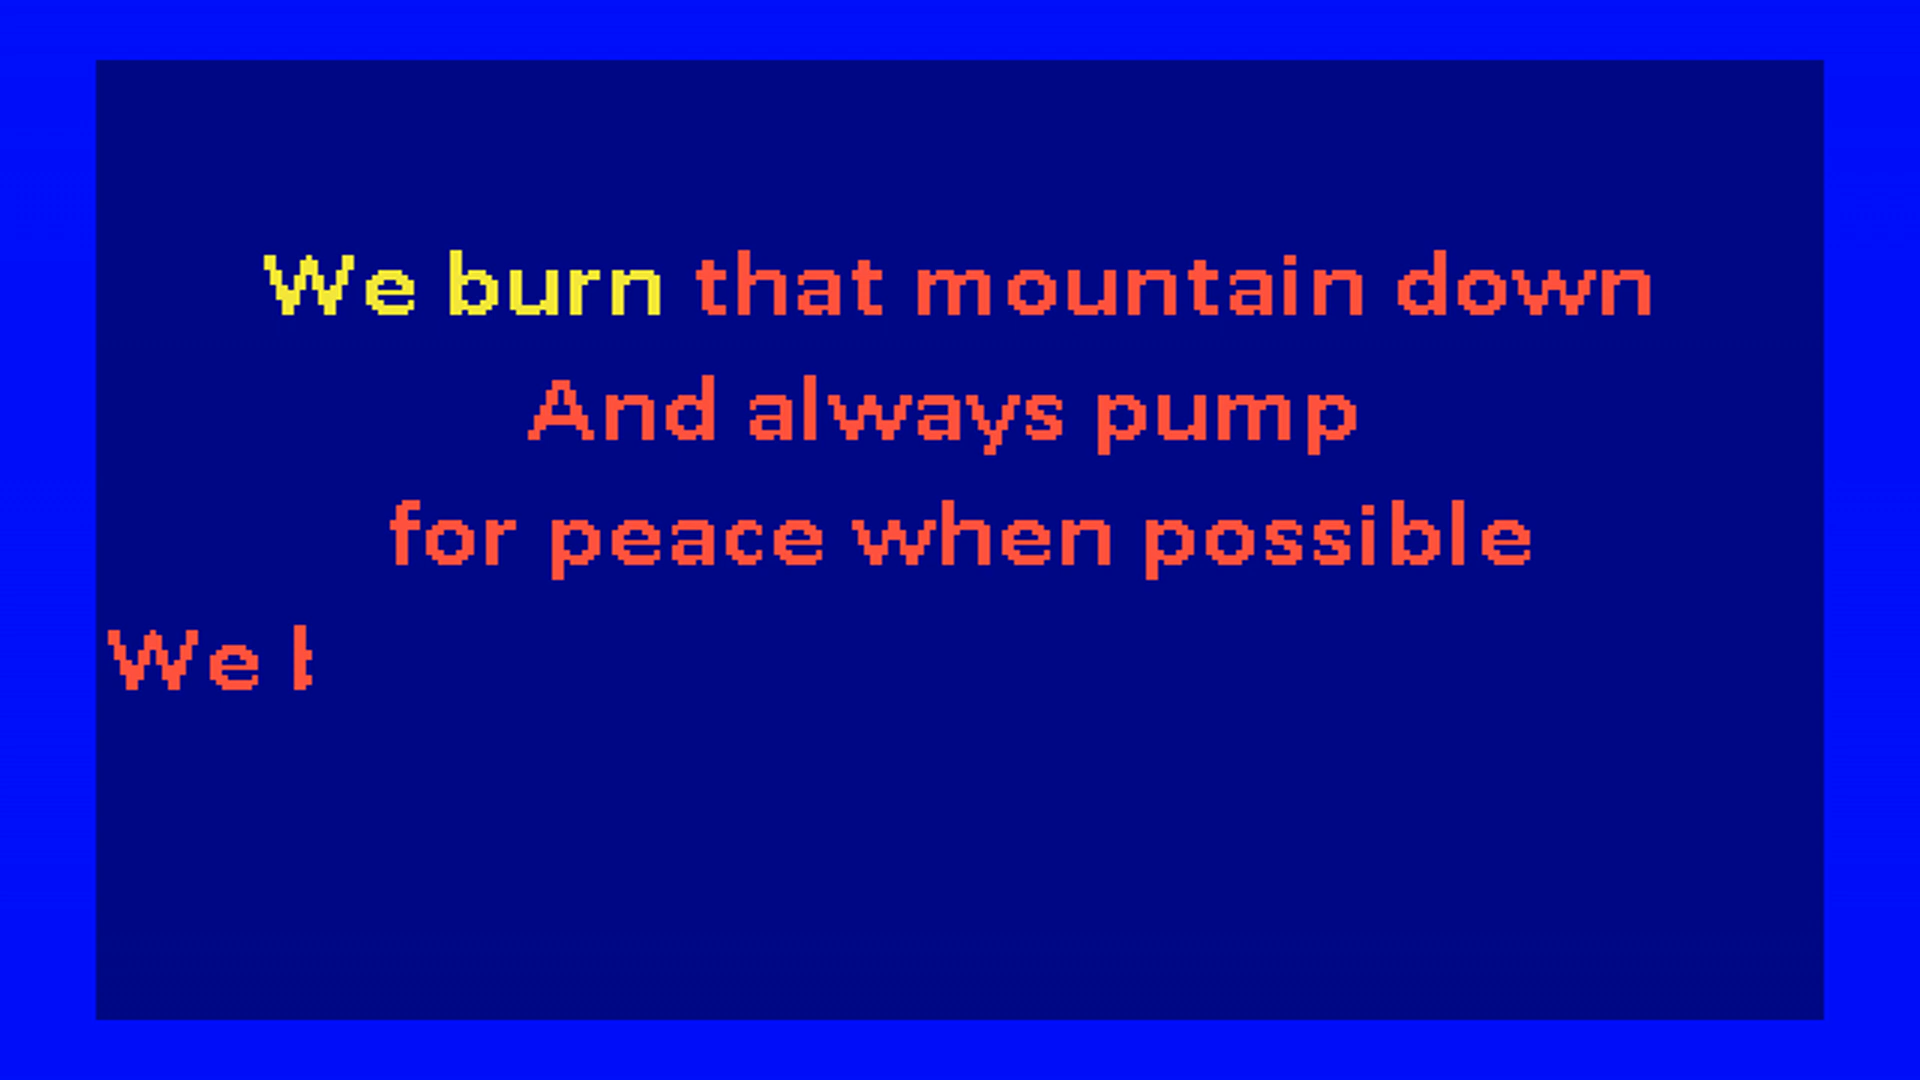 We burn that mountain down
And always pump
for peace when possible
We